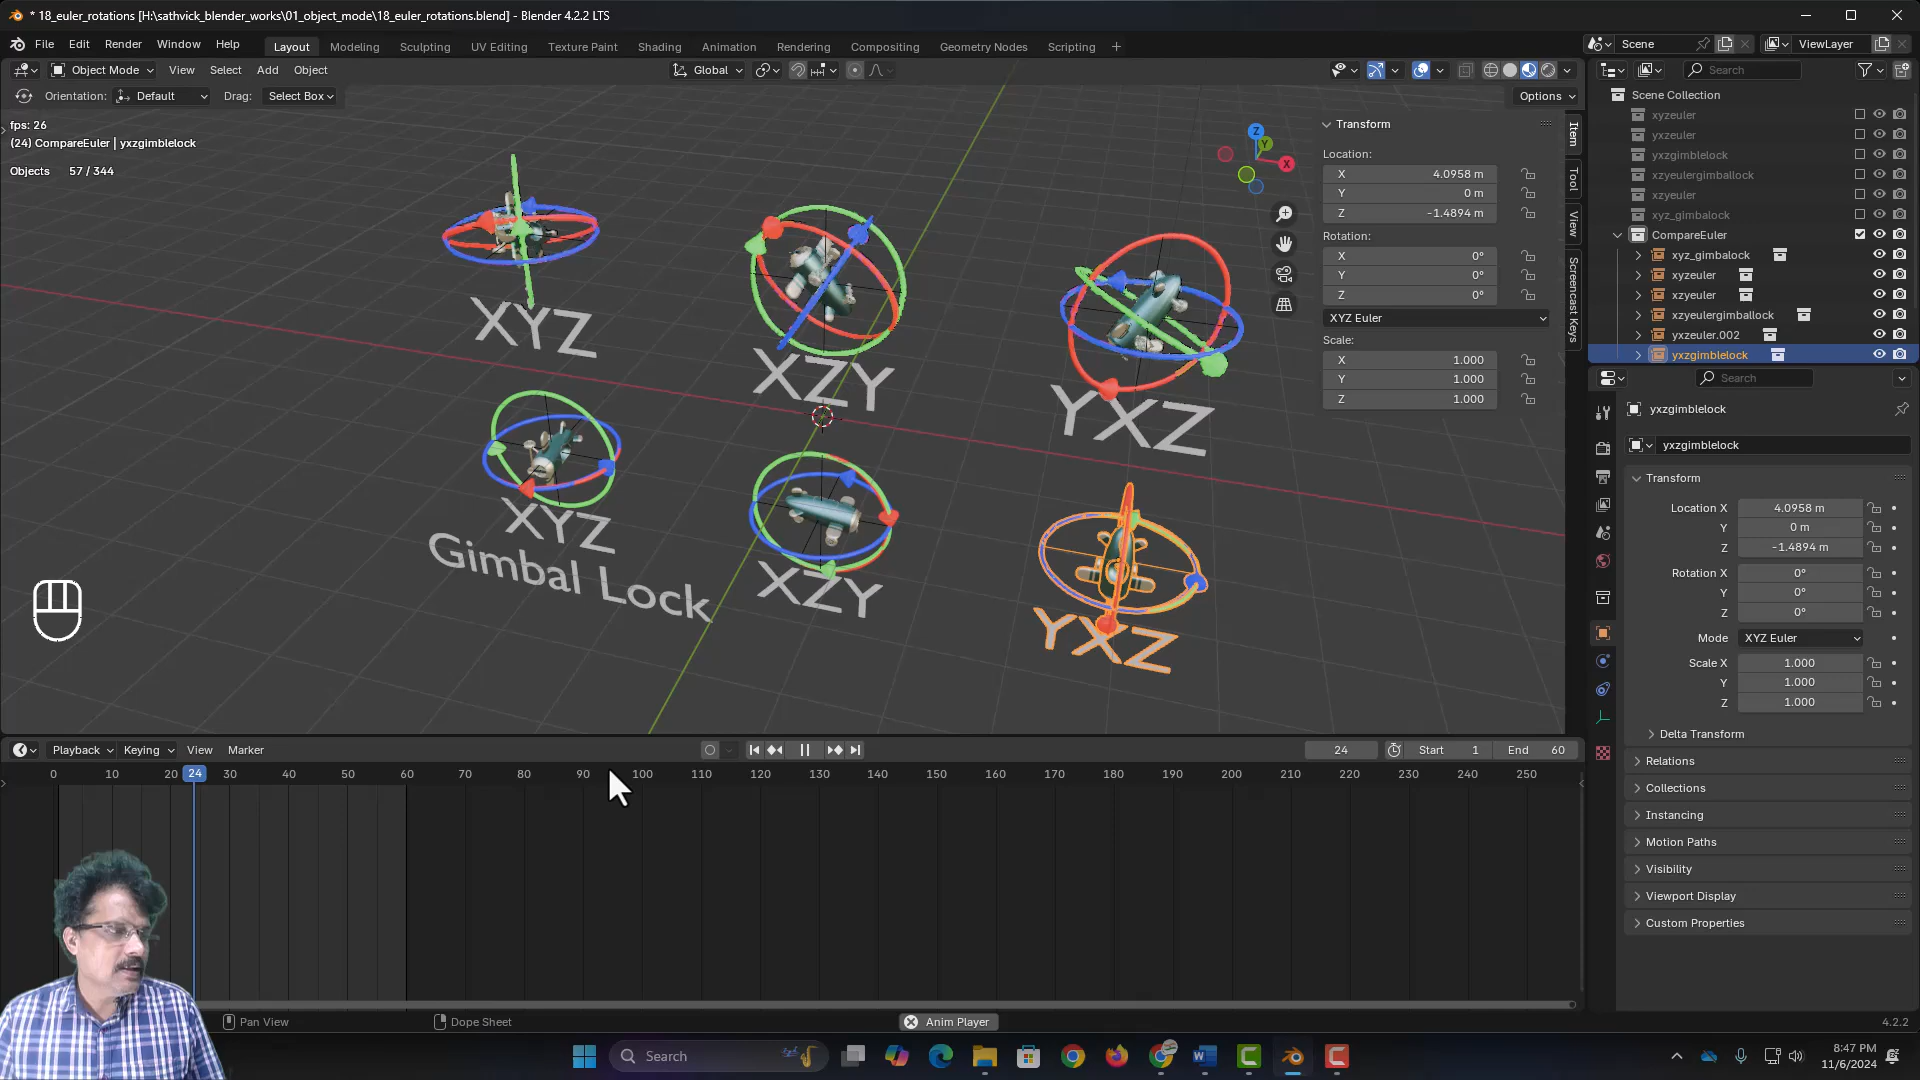 * 18_euler_rotations [H:\sathvick_blender_works\01_object_mode\18_euler_rotations.blend] - Blender 4.2.2 LTS
File Edit Render Window Help Layout Modeling Sculpting UV Editing Texture Paint Shading Animation Rendering Compositing Geometry Nodes Scripting + Scene ViewLayer
Object Mode View Select Add Object Global Search
Orientation: Default Drag: Select Box Options
fps: 26
(24) CompareEuler | yxzgimblelock
Objects 57 / 344
XYZ
XZY
YXZ
XYZ
Gimbal Lock
XZY
YXZ
Z
Y
X
Transform
Location:
X 4.0958 m
Y 0 m
Z -1.4894 m
Rotation:
X 0°
Y 0°
Z 0°
XYZ Euler
Scale:
X 1.000
Y 1.000
Z 1.000
Item
Tool
View
Screencast Keys
Scene Collection
xyzeuler
yxzeuler
yxzgimblelock
xzyeulergimballock
xzyeuler
xyz_gimbalock
CompareEuler
xyz_gimbalock
xyzeuler
xzyeuler
xzyeulergimballock
yxzeuler.002
yxzgimblelock
Search
yxzgimblelock
yxzgimblelock
Transform
Location X 4.0958 m
Y 0 m
Z -1.4894 m
Rotation X 0°
Y 0°
Z 0°
Mode XYZ Euler
Scale X 1.000
Y 1.000
Z 1.000
Delta Transform
Relations
Collections
Instancing
Motion Paths
Visibility
Viewport Display
Custom Properties
Playback Keying View Marker 24 Start 1 End 60
0 10 20 24 30 40 50 60 70 80 90 100 110 120 130 140 150 160 170 180 190 200 210 220 230 240 250
Pan View Dope Sheet Anim Player 4.2.2
Search
8:47 PM
11/6/2024